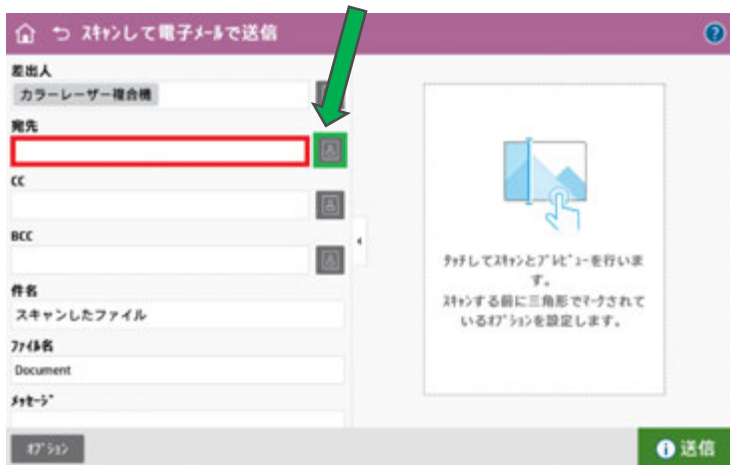 スキャンして電子メールで送信
差出人
カラーレーザー複合機
宛先
CC
BCC
件名
スキャンしたファイル
ファイル名
Document
メッセージ
タッチしてスキャンとプレビューを行いま
す。
スキャンする前に三角形でマークされて
いるオプションを設定します。
オプション
送信